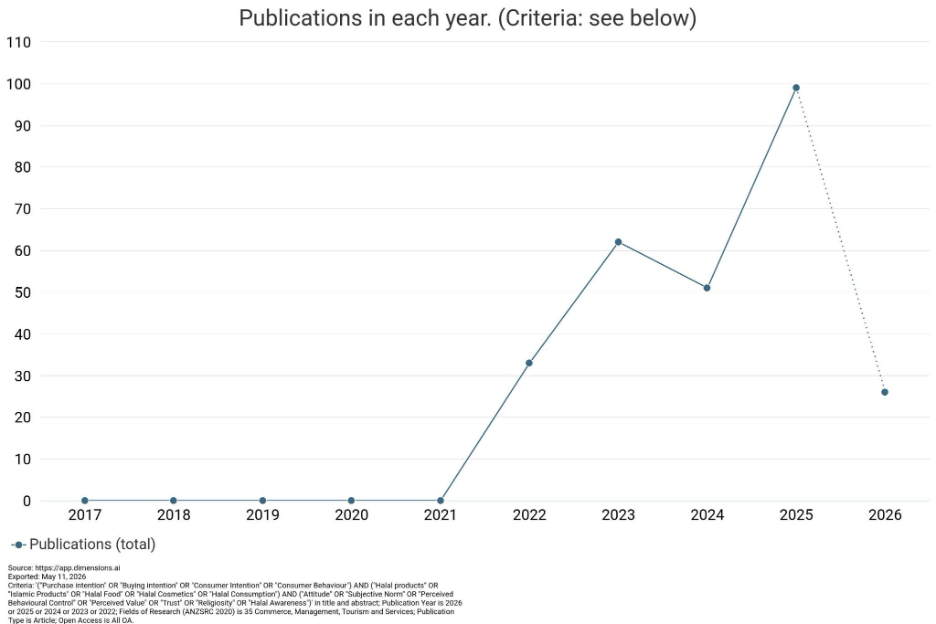 Publications in each year. (Criteria: see below)
110
100
90
80
70
60
50
40
30
20
10
0
2017 2018 2019 2020 2021 2022 2023 2024 2025 2026
Publications (total)
Source: https://app.dimensions.ai
Exported: May 11, 2026
Criteria: '("Purchase intention" OR "Buying intention" OR "Consumer Intention" OR "Consumer Behaviour") AND ("Halal products" OR
"Islamic Products" OR "Halal Food" OR "Halal Cosmetics" OR "Halal Consumption") AND ("Attitude" OR "Subjective Norm" OR "Perceived
Behavioural Control" OR "Perceived Value" OR "Trust" OR "Religiosity" OR "Halal Awareness")' in title and abstract; Publication Year is 2026
or 2025 or 2024 or 2023 or 2022; Fields of Research (ANZSRC 2020) is 35 Commerce, Management, Tourism and Services; Publication
Type is Article; Open Access is All OA.